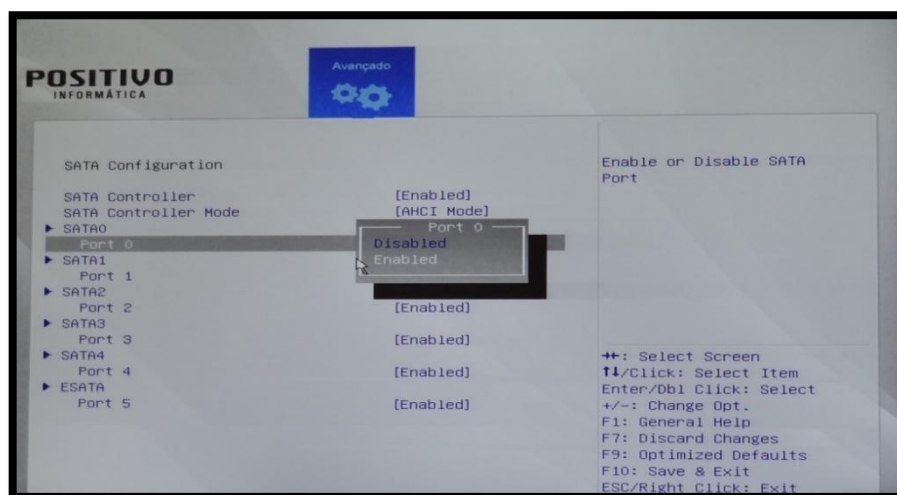 POSITIVO
INFORMÁTICA
Avançado
SATA Configuration
SATA Controller [Enabled]
SATA Controller Mode [AHCI Mode]
► SATA0
Port 0
► SATA1
Port 1
► SATA2
Port 2 [Enabled]
► SATA3
Port 3 [Enabled]
► SATA4
Port 4 [Enabled]
► ESATA
Port 5 [Enabled]
Port 0
Disabled
Enabled
Enable or Disable SATA
Port
→←: Select Screen
↑↓/Click: Select Item
Enter/Dbl Click: Select
+/-: Change Opt.
F1: General Help
F7: Discard Changes
F9: Optimized Defaults
F10: Save & Exit
ESC/Right Click: Exit